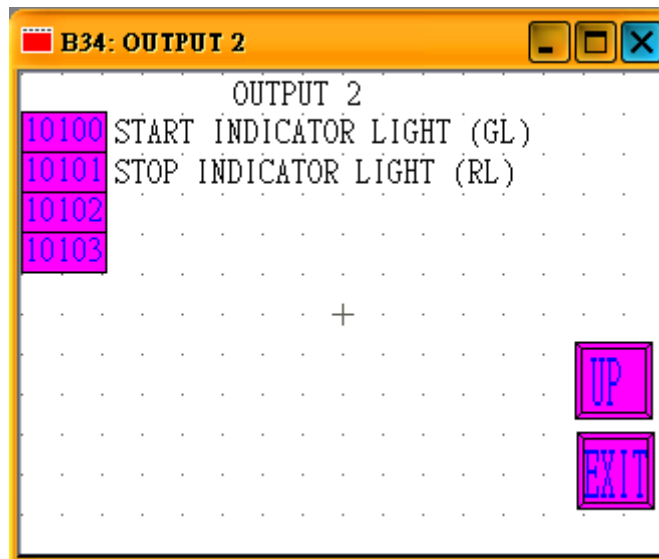 B34: OUTPUT 2
OUTPUT 2
10100 START INDICATOR LIGHT (GL)
10101 STOP INDICATOR LIGHT (RL)
10102
10103
UP
EXIT